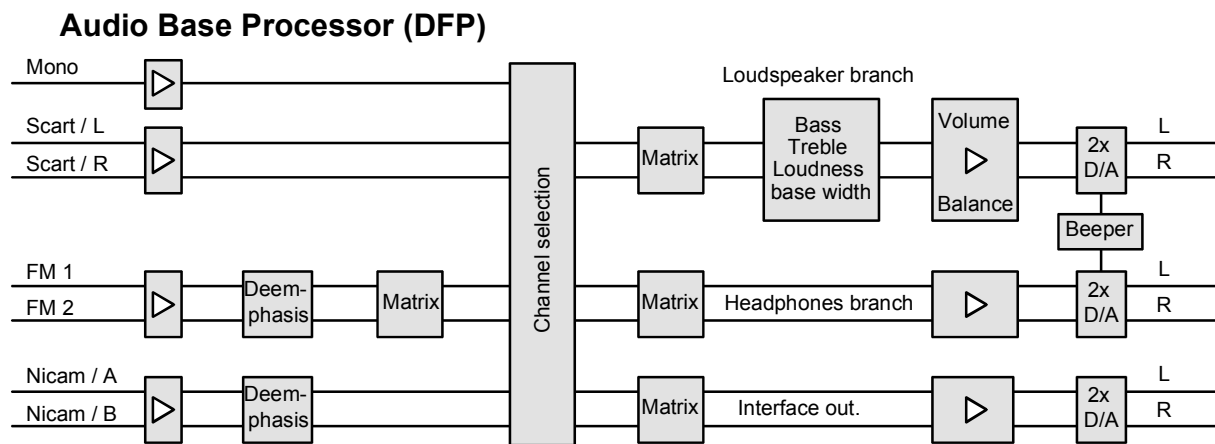 Audio Base Processor (DFP)
Mono
Scart / L
Scart / R
FM 1
FM 2
Nicam / A
Nicam / B
Deem-
phasis
Matrix
Deem-
phasis
Channel selection
Loudspeaker branch
Matrix
Bass
Treble
Loudness
base width
Volume
Balance
2x
D/A
L
R
Beeper
Matrix
Headphones branch
2x
D/A
L
R
Matrix
Interface out.
2x
D/A
L
R